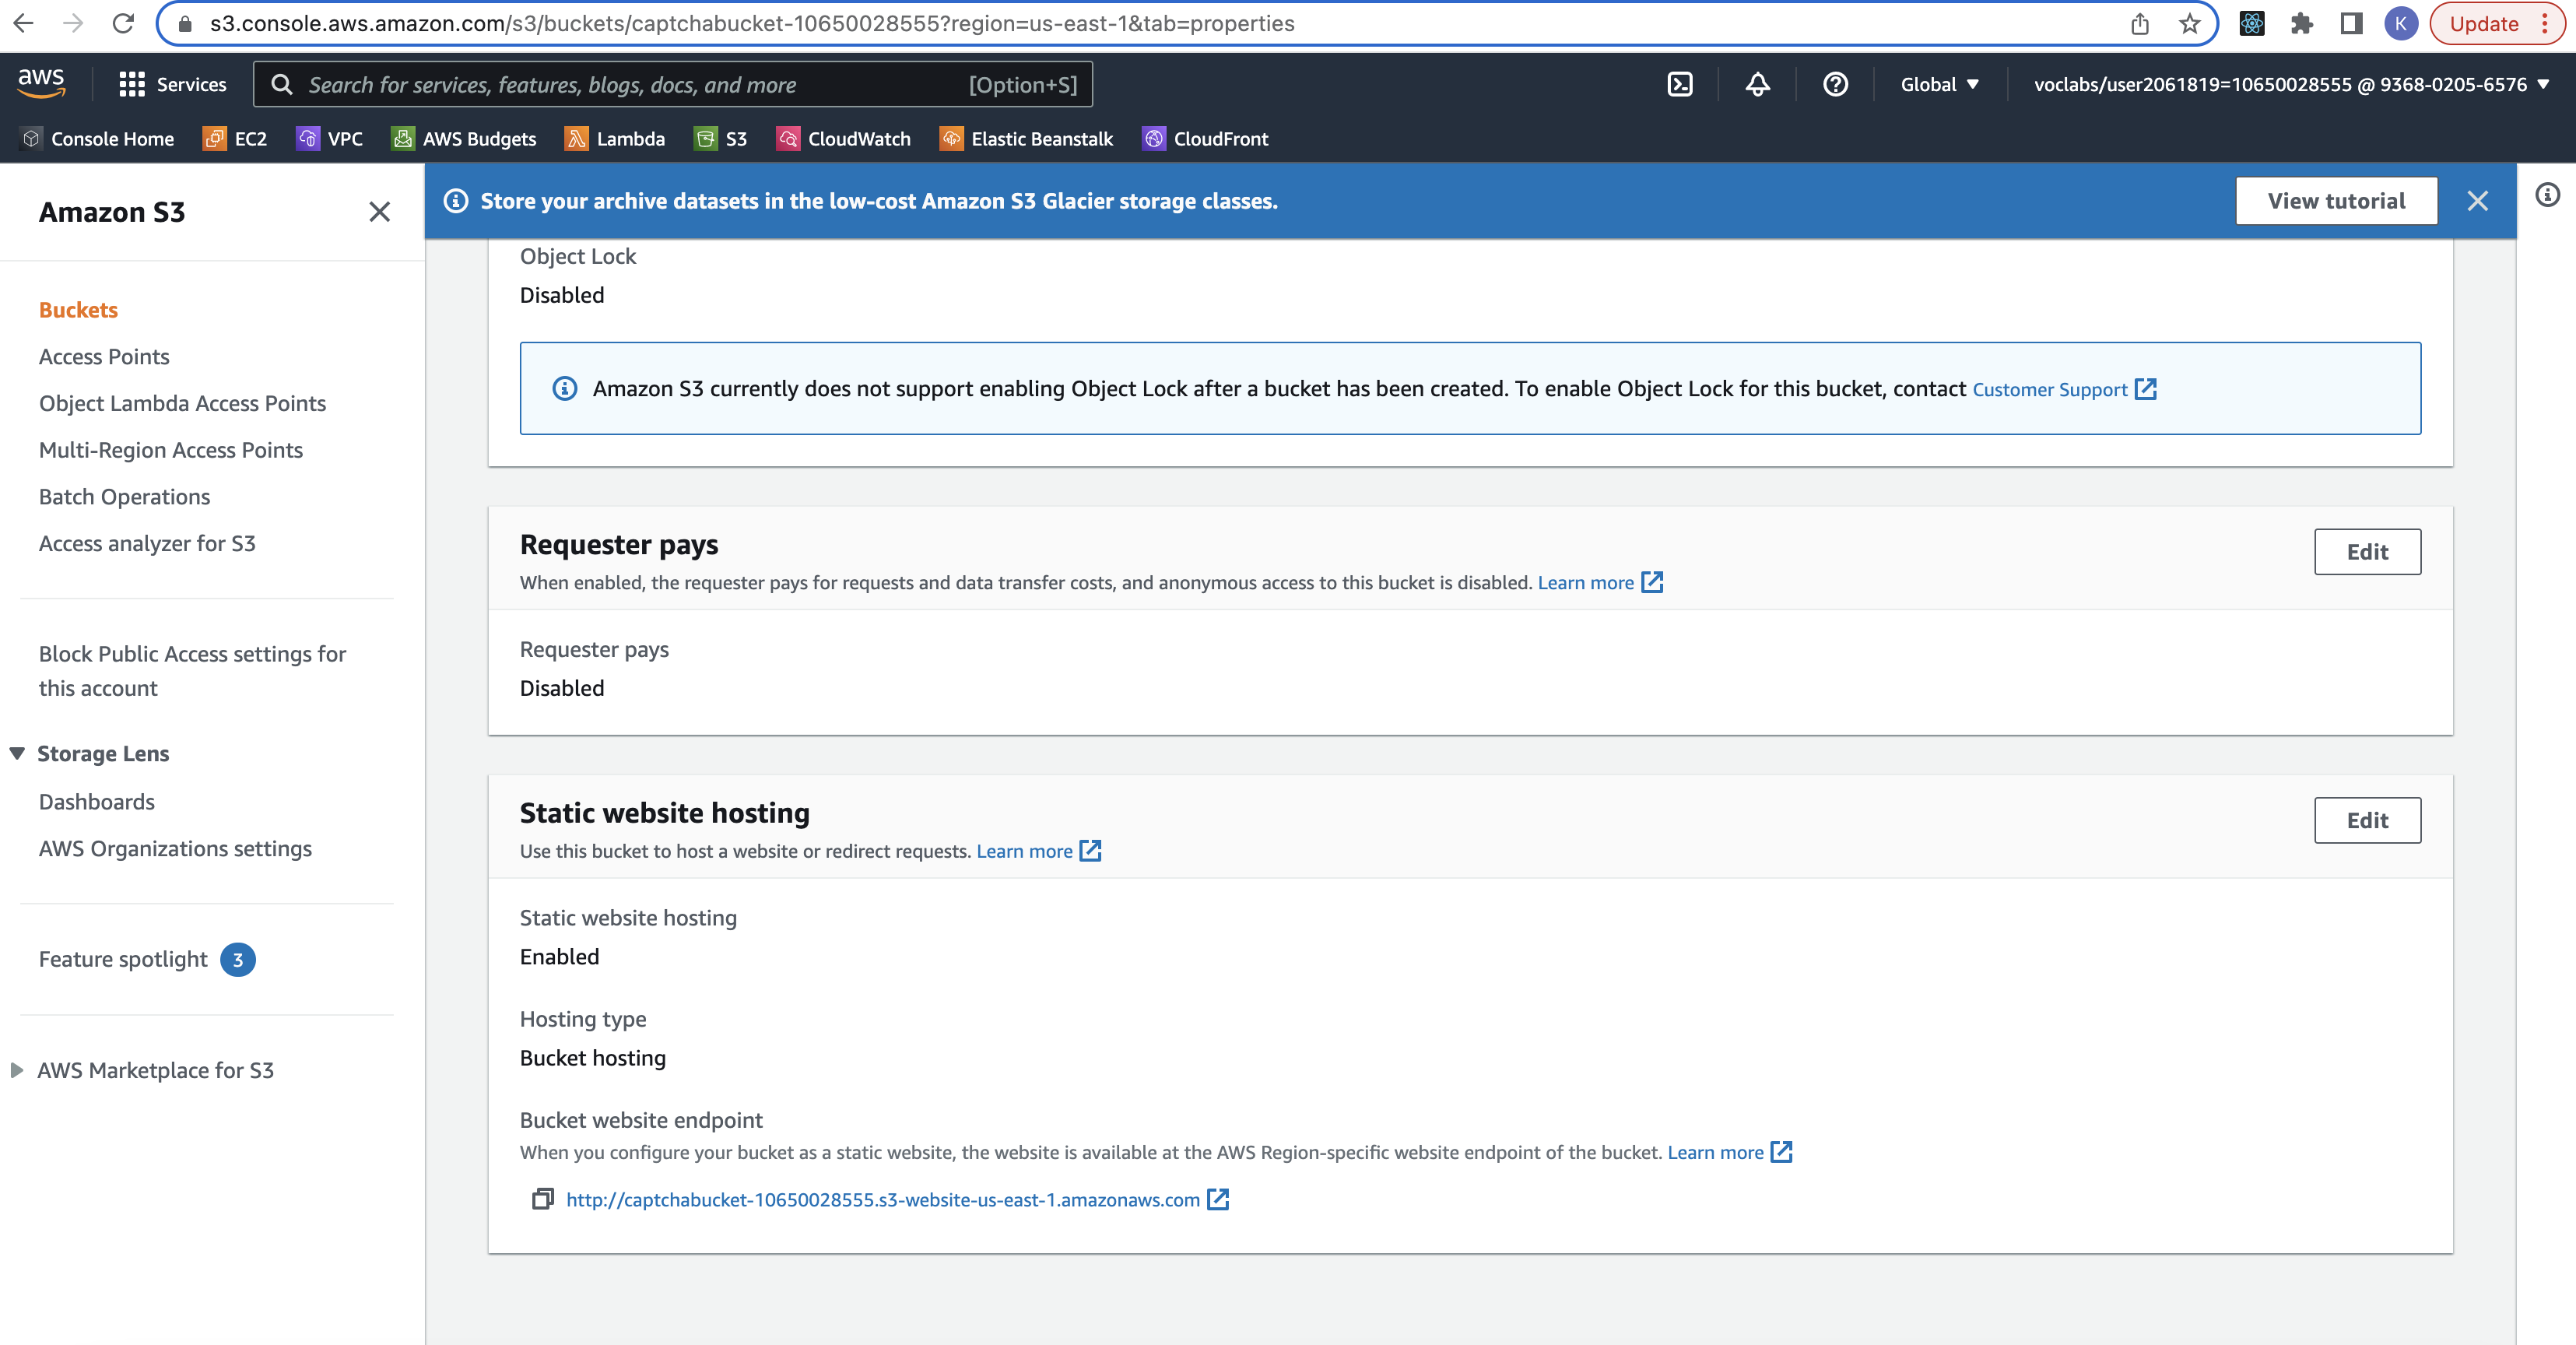 s3.console.aws.amazon.com/s3/buckets/captchabucket-10650028555?region=us-east-1&tab=properties
K
Update
aws
Services
Search for services, features, blogs, docs, and more
[Option+S]
Global
voclabs/user2061819=10650028555 @ 9368-0205-6576
Console Home
EC2
VPC
AWS Budgets
Lambda
S3
CloudWatch
Elastic Beanstalk
CloudFront
Amazon S3
Buckets
Access Points
Object Lambda Access Points
Multi-Region Access Points
Batch Operations
Access analyzer for S3
Block Public Access settings for
this account
Storage Lens
Dashboards
AWS Organizations settings
Feature spotlight 3
AWS Marketplace for S3
Store your archive datasets in the low-cost Amazon S3 Glacier storage classes.
View tutorial
Object Lock
Disabled
Amazon S3 currently does not support enabling Object Lock after a bucket has been created. To enable Object Lock for this bucket, contact Customer Support
Requester pays
Edit
When enabled, the requester pays for requests and data transfer costs, and anonymous access to this bucket is disabled. Learn more
Requester pays
Disabled
Static website hosting
Edit
Use this bucket to host a website or redirect requests. Learn more
Static website hosting
Enabled
Hosting type
Bucket hosting
Bucket website endpoint
When you configure your bucket as a static website, the website is available at the AWS Region-specific website endpoint of the bucket. Learn more
http://captchabucket-10650028555.s3-website-us-east-1.amazonaws.com